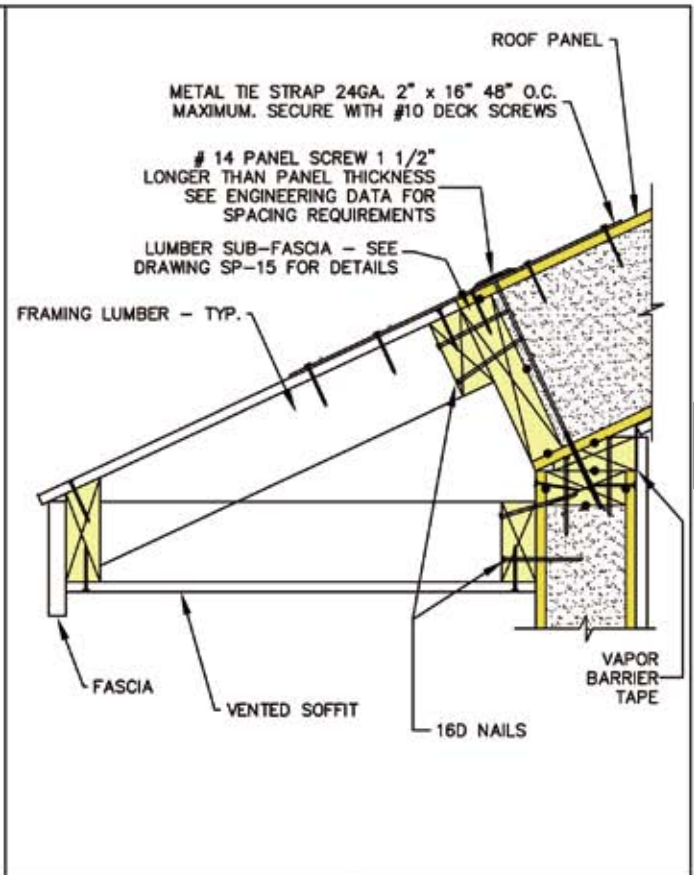 ROOF PANEL
METAL TIE STRAP 24GA. 2" x 16" 48" O.C.
MAXIMUM. SECURE WITH #10 DECK SCREWS
# 14 PANEL SCREW 1 1/2"
LONGER THAN PANEL THICKNESS
SEE ENGINEERING DATA FOR
SPACING REQUIREMENTS
LUMBER SUB-FASCIA - SEE
DRAWING SP-15 FOR DETAILS
FRAMING LUMBER - TYP.
VAPOR
BARRIER
TAPE
FASCIA
VENTED SOFFIT
16D NAILS